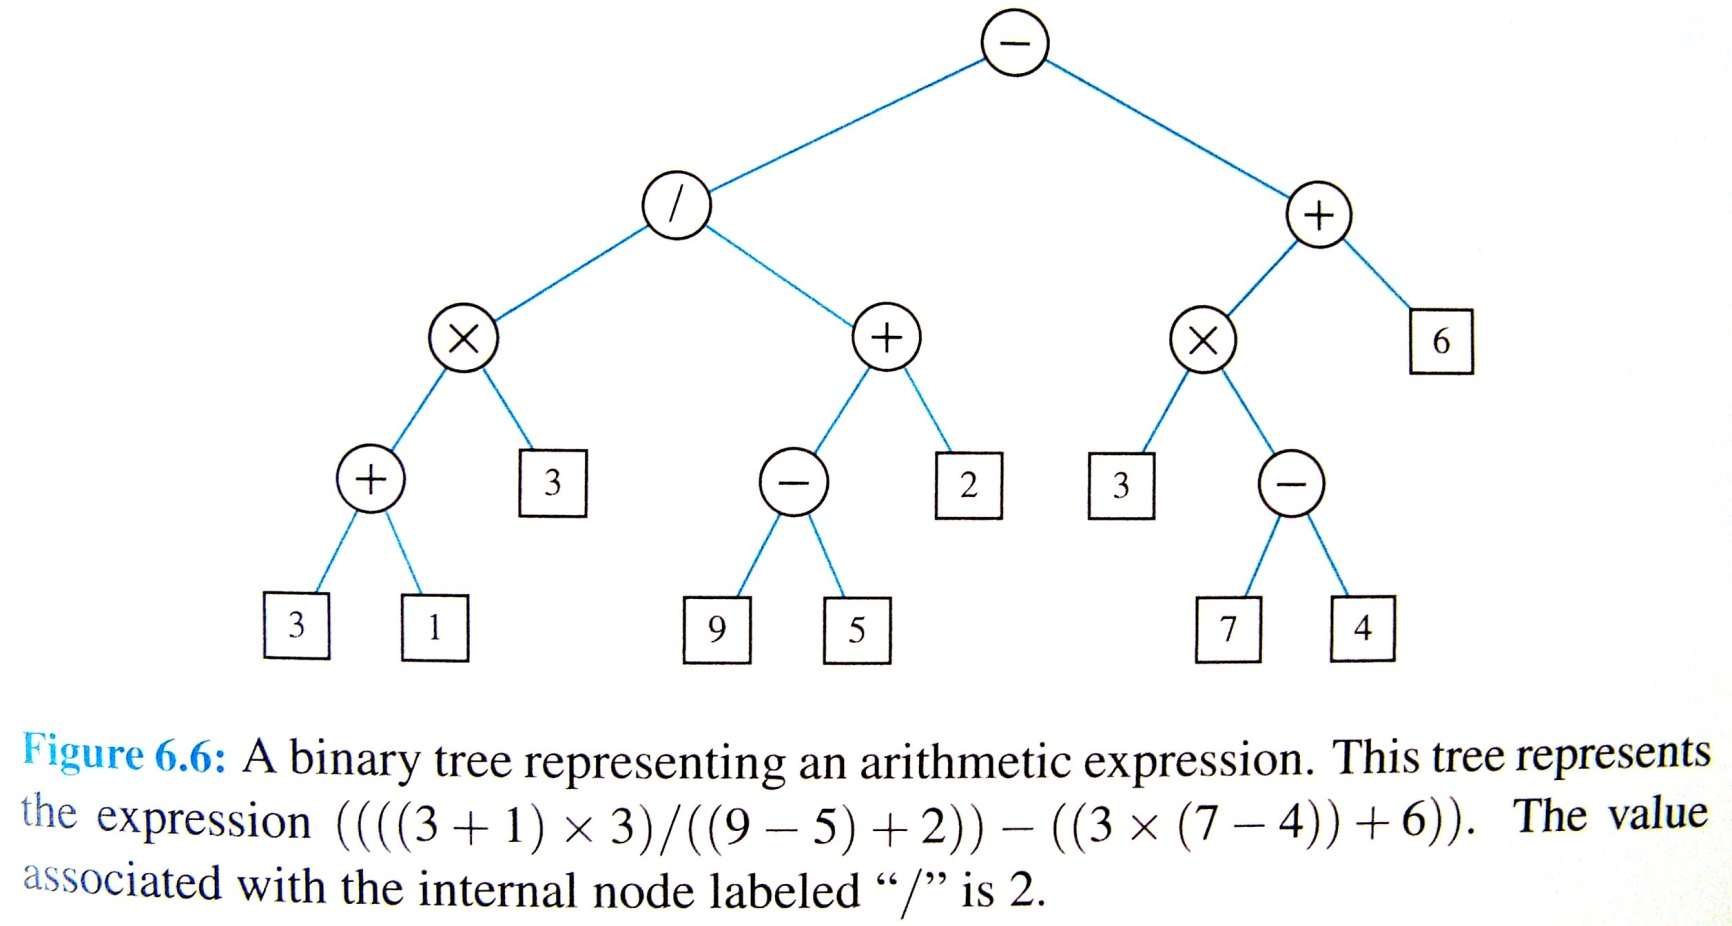 −
/ +
× + × 6
+ 3 − 2 3 −
3 1 9 5 7 4
Figure 6.6: A binary tree representing an arithmetic expression. This tree represents
the expression ((((3 + 1) × 3)/((9 − 5) + 2)) − ((3 × (7 − 4)) + 6)). The value
associated with the internal node labeled “/” is 2.